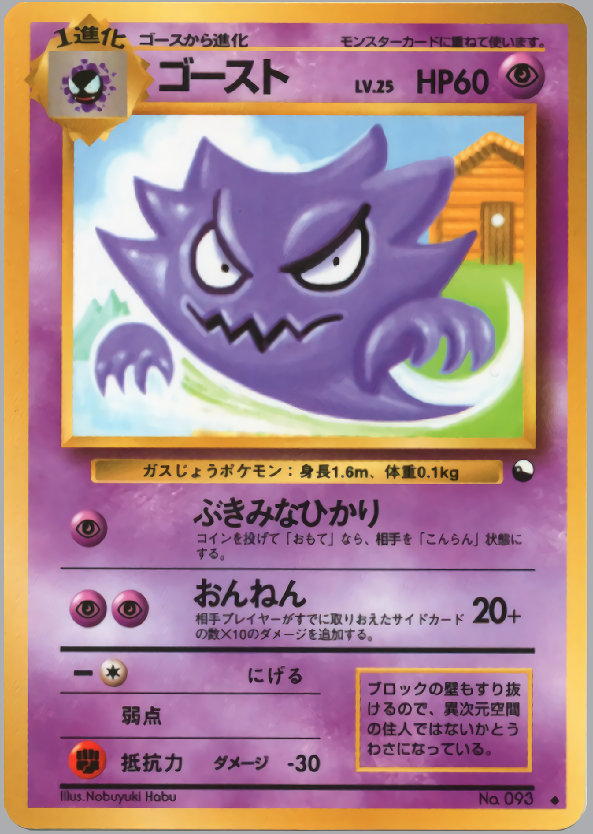 1進化
ゴースから進化
モンスターカードに重ねて使います。
ゴースト
LV.25
HP60
ガスじょうポケモン：身長1.6m、体重0.1kg
ぶきみなひかり
コインを投げて「おもて」なら、相手を「こんらん」状態に
する。
おんねん
相手プレイヤーがすでに取りおえたサイドカード
の数×10のダメージを追加する。
20+
にげる
弱点
抵抗力 ダメージ -30
ブロックの壁もすり抜
けるので、異次元空間
の住人ではないかとう
わさになっている。
Illus.Nobuyuki Habu
No.093